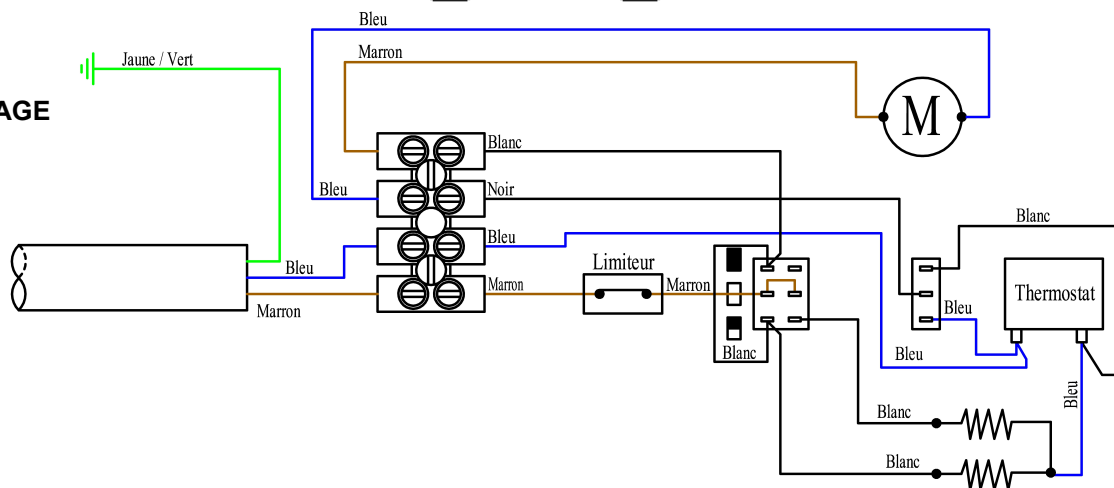 Bleu
Marron
Jaune / Vert
AGE
M
Blanc
Bleu
Noir
Blanc
Bleu
Bleu
Limiteur
Marron
Marron
Marron
Thermostat
Bleu
Blanc
Bleu
Bleu
Blanc
Blanc